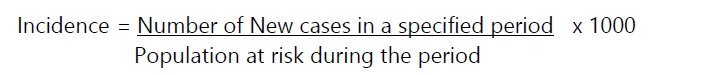 Incidence = Number of New cases in a specified period x 1000
Population at risk during the period